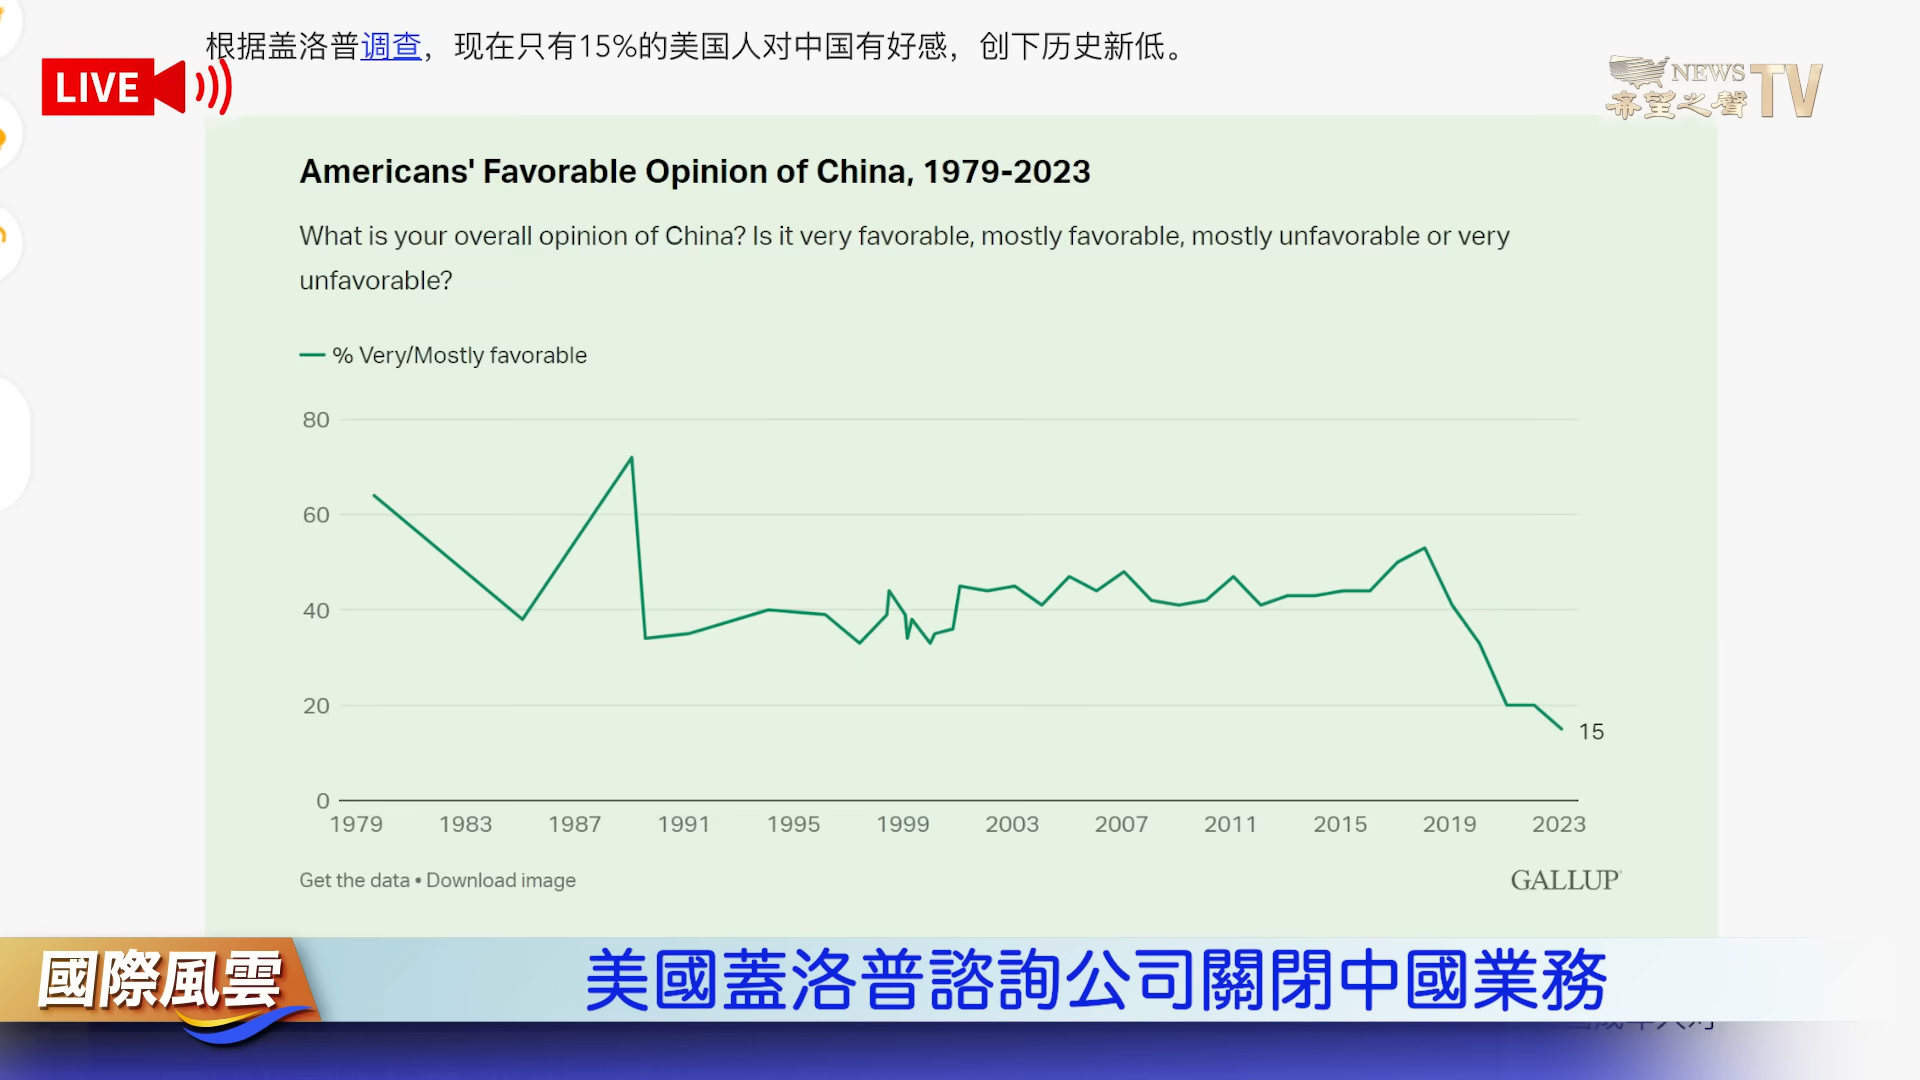 根据盖洛普调查，现在只有15%的美国人对中国有好感，创下历史新低。
LIVE
NEWS
希望之聲TV
Americans' Favorable Opinion of China, 1979-2023
What is your overall opinion of China? Is it very favorable, mostly favorable, mostly unfavorable or very
unfavorable?
% Very/Mostly favorable
80
60
40
20
15
0
1979 1983 1987 1991 1995 1999 2003 2007 2011 2015 2019 2023
Get the data • Download image
GALLUP
國際風雲
美國蓋洛普諮詢公司關閉中國業務